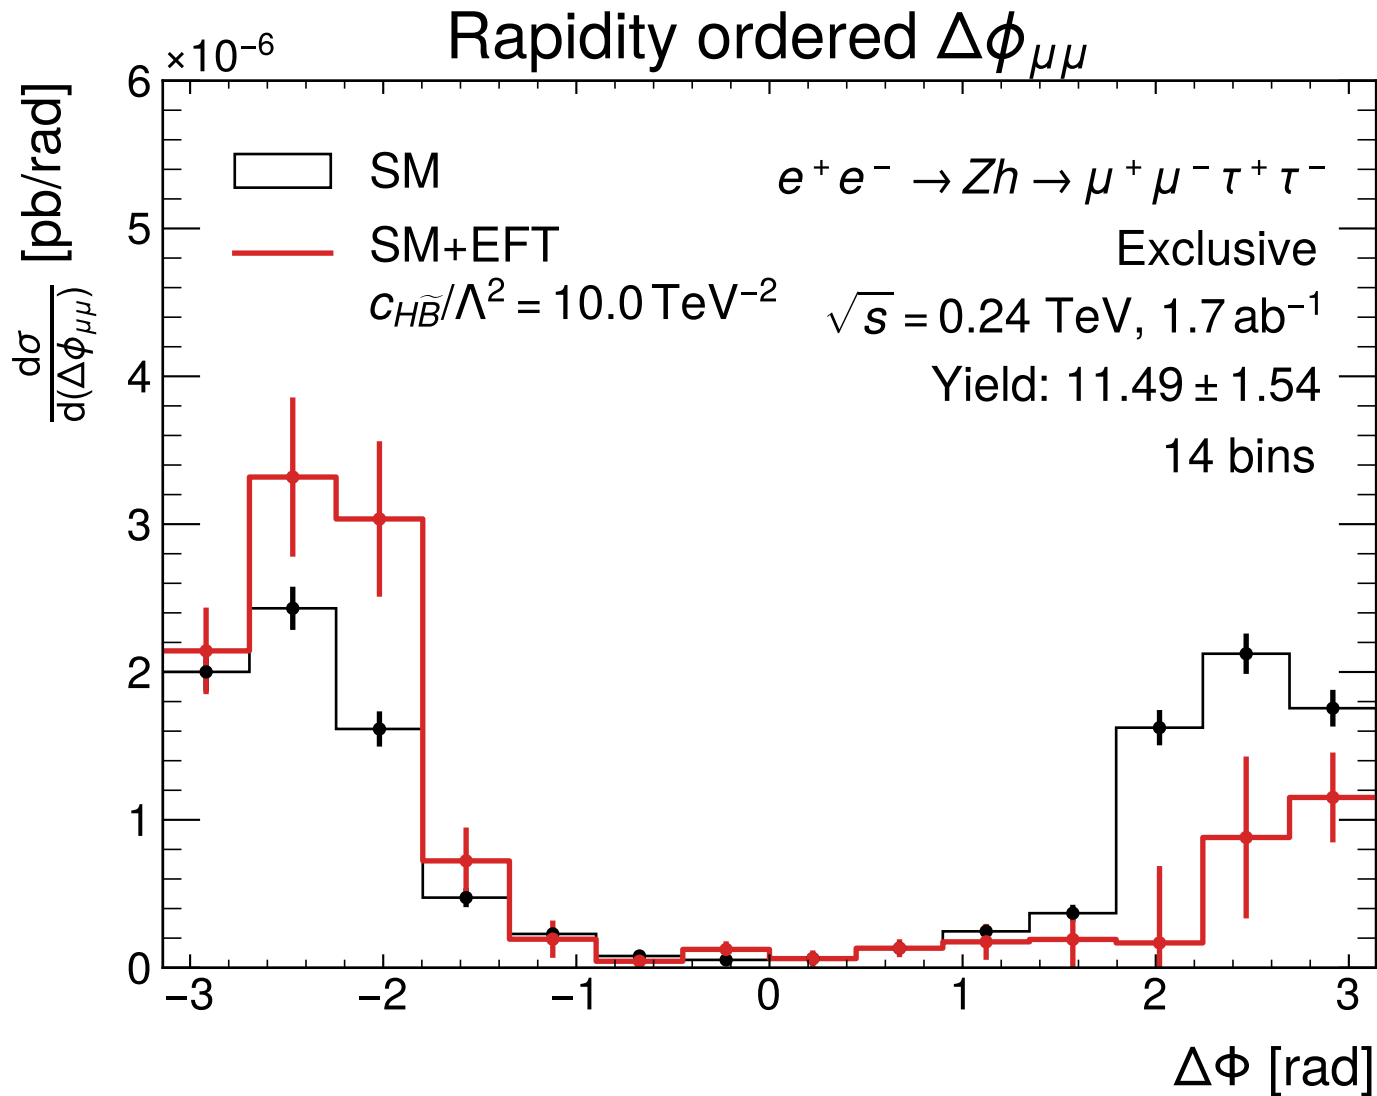 Rapidity ordered Δϕ_μμ
×10⁻⁶
dσ/d(Δϕ_μμ) [pb/rad]
6
5
4
3
2
1
0
SM
SM+EFT
c_HB̃/Λ² = 10.0 TeV⁻²
e⁺e⁻ → Zh → μ⁺μ⁻τ⁺τ⁻
Exclusive
√s = 0.24 TeV, 1.7 ab⁻¹
Yield: 11.49 ± 1.54
14 bins
−3 −2 −1 0 1 2 3
ΔΦ [rad]